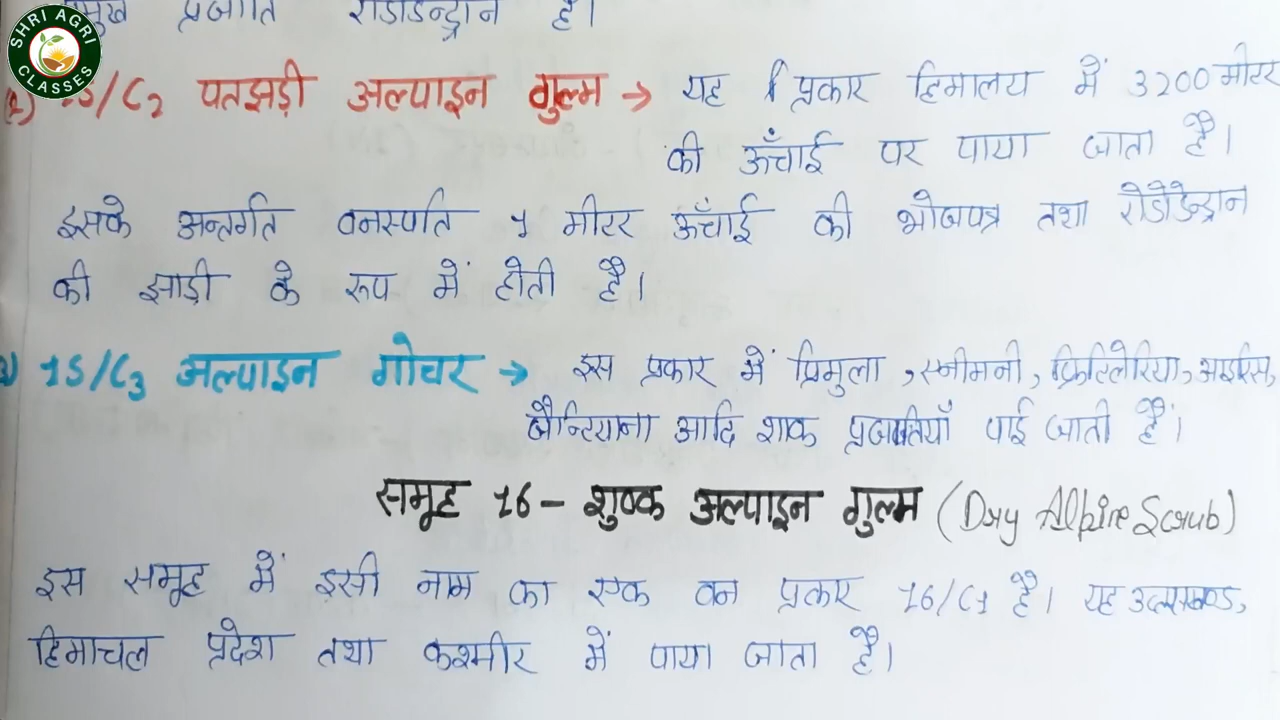 SHRI AGRI CLASSES
प्रजाति रोडोडेन्ड्रान है।
15/C2 पतझड़ी अल्पाइन गुल्म → यह प्रकार हिमालय में 3200 मीटर
की ऊँचाई पर पाया जाता है।
इसके अन्तर्गत वनस्पति 1 मीटर ऊँचाई की भोजपत्र तथा रोडोडेन्ड्रान
की झाड़ी के रूप में होती है।
3) 15/C3 अल्पाइन गोचर → इस प्रकार में प्रिमुला, एनीमनी, फ्रिटिलेरिया, आइरिस,
जैन्टियाना आदि शाक प्रजातियाँ पाई जाती हैं।
समूह 16 - शुष्क अल्पाइन गुल्म (Dry Alpine Scrub)
इस समूह में इसी नाम का एक वन प्रकार 16/C1 है। यह उत्तराखण्ड,
हिमाचल प्रदेश तथा कश्मीर में पाया जाता है।